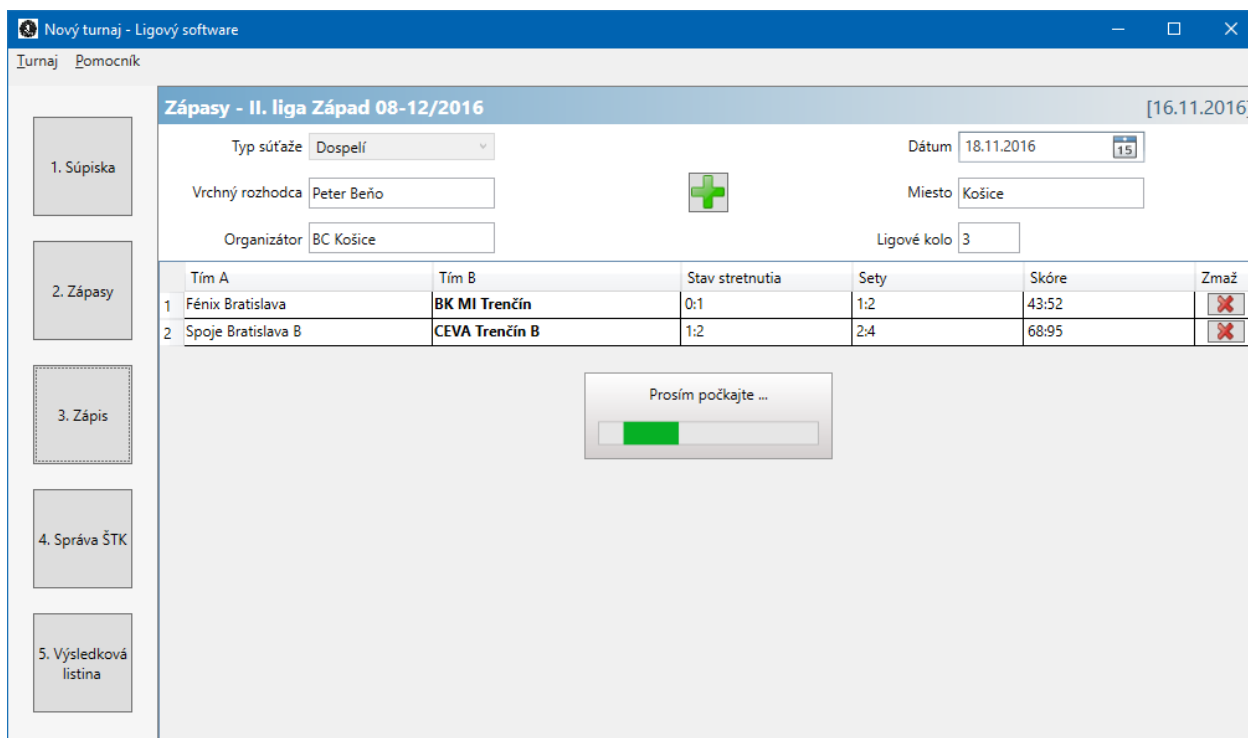 Nový turnaj - Ligový software
Turnaj Pomocník
Zápasy - II. liga Západ 08-12/2016 [16.11.2016]
1. Súpiska
2. Zápasy
3. Zápis
4. Správa ŠTK
5. Výsledková
listina
Typ súťaže Dospelí Dátum 18.11.2016 15
Vrchný rozhodca Peter Beňo Miesto Košice
Organizátor BC Košice Ligové kolo 3
Tím A Tím B Stav stretnutia Sety Skóre Zmaž
1 Fénix Bratislava BK MI Trenčín 0:1 1:2 43:52
2 Spoje Bratislava B CEVA Trenčín B 1:2 2:4 68:95
Prosím počkajte ...